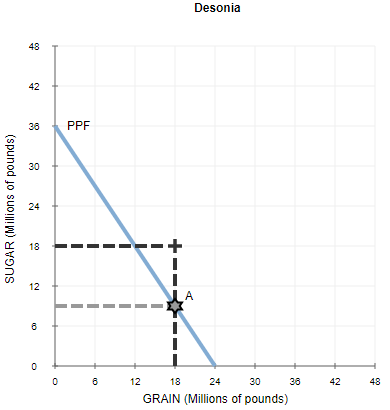 Desonia
SUGAR (Millions of pounds)
48
42
36
30
24
18
12
6
0
PPF
A
0 6 12 18 24 30 36 42 48
GRAIN (Millions of pounds)